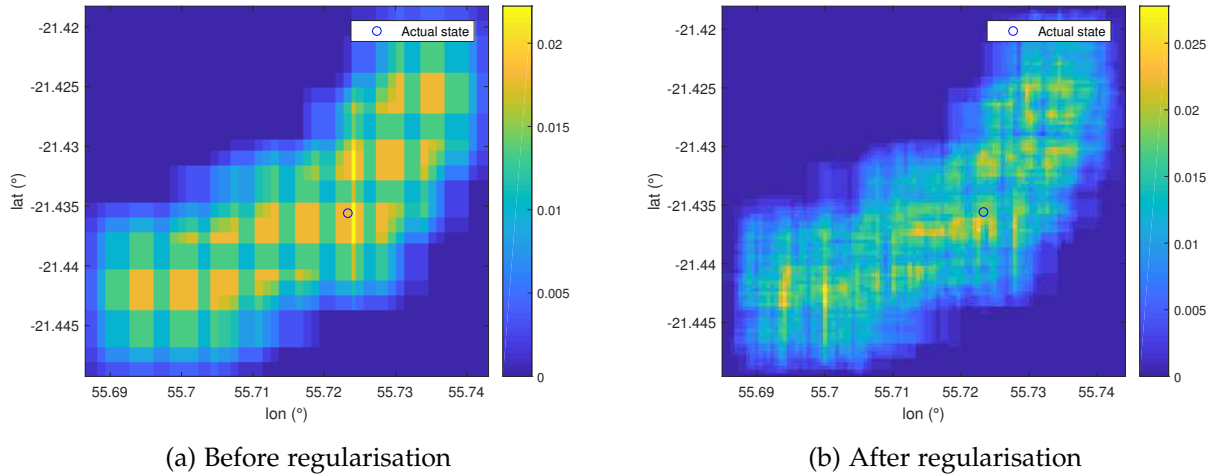 -21.42
-21.425
-21.43
-21.435
-21.44
-21.445
lat (°)
55.69 55.7 55.71 55.72 55.73 55.74
lon (°)
Actual state
0.02
0.015
0.01
0.005
0
(a) Before regularisation
-21.42
-21.425
-21.43
-21.435
-21.44
-21.445
lat (°)
55.69 55.7 55.71 55.72 55.73 55.74
lon (°)
Actual state
0.025
0.02
0.015
0.01
0.005
0
(b) After regularisation